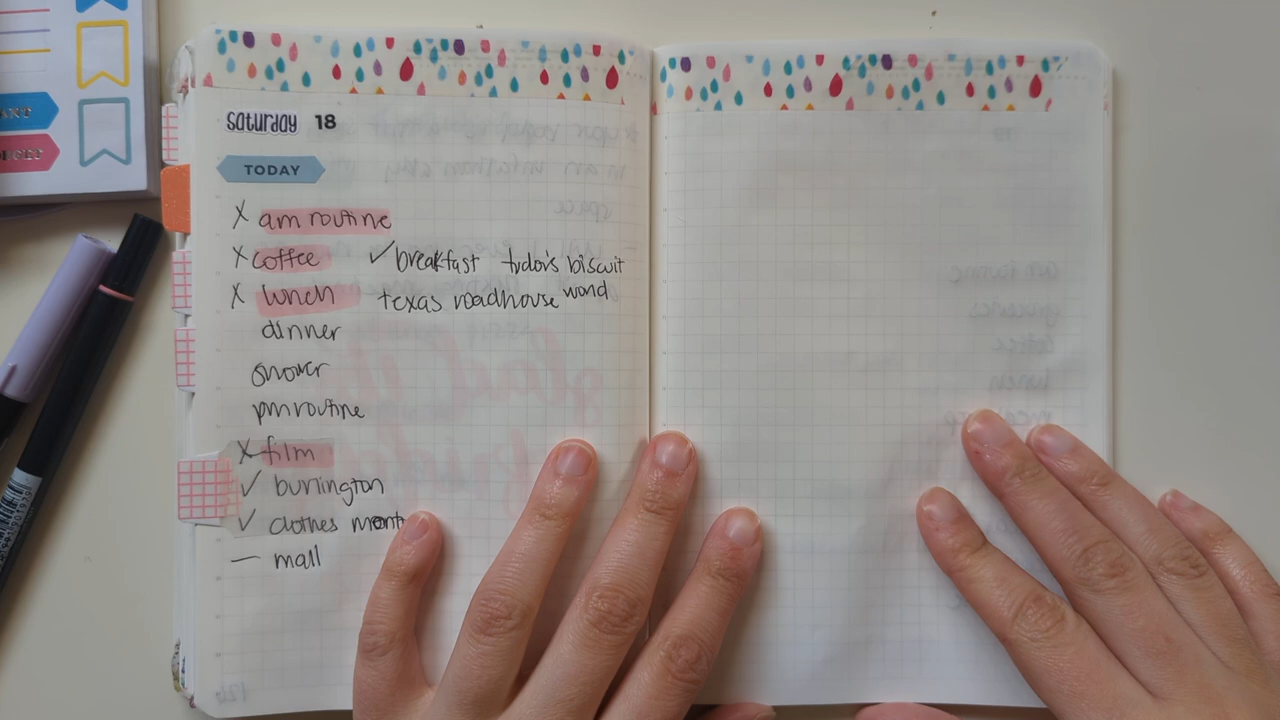 Saturday 18
TODAY
X am routine
X coffee ✓ breakfast tudor's biscuit world
X lunch texas roadhouse
dinner
shower
pm routine
X film
✓ burlington
✓ clothes ment
— mall